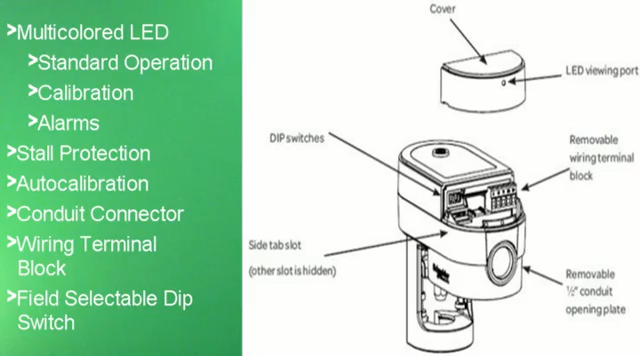 >Multicolored LED
>Standard Operation
>Calibration
>Alarms
>Stall Protection
>Autocalibration
>Conduit Connector
>Wiring Terminal
Block
>Field Selectable Dip
Switch
Cover
LED viewing port
DIP switches
Removable
wiring terminal
block
Side tab slot
(other slot is hidden)
Removable
½" conduit
opening plate